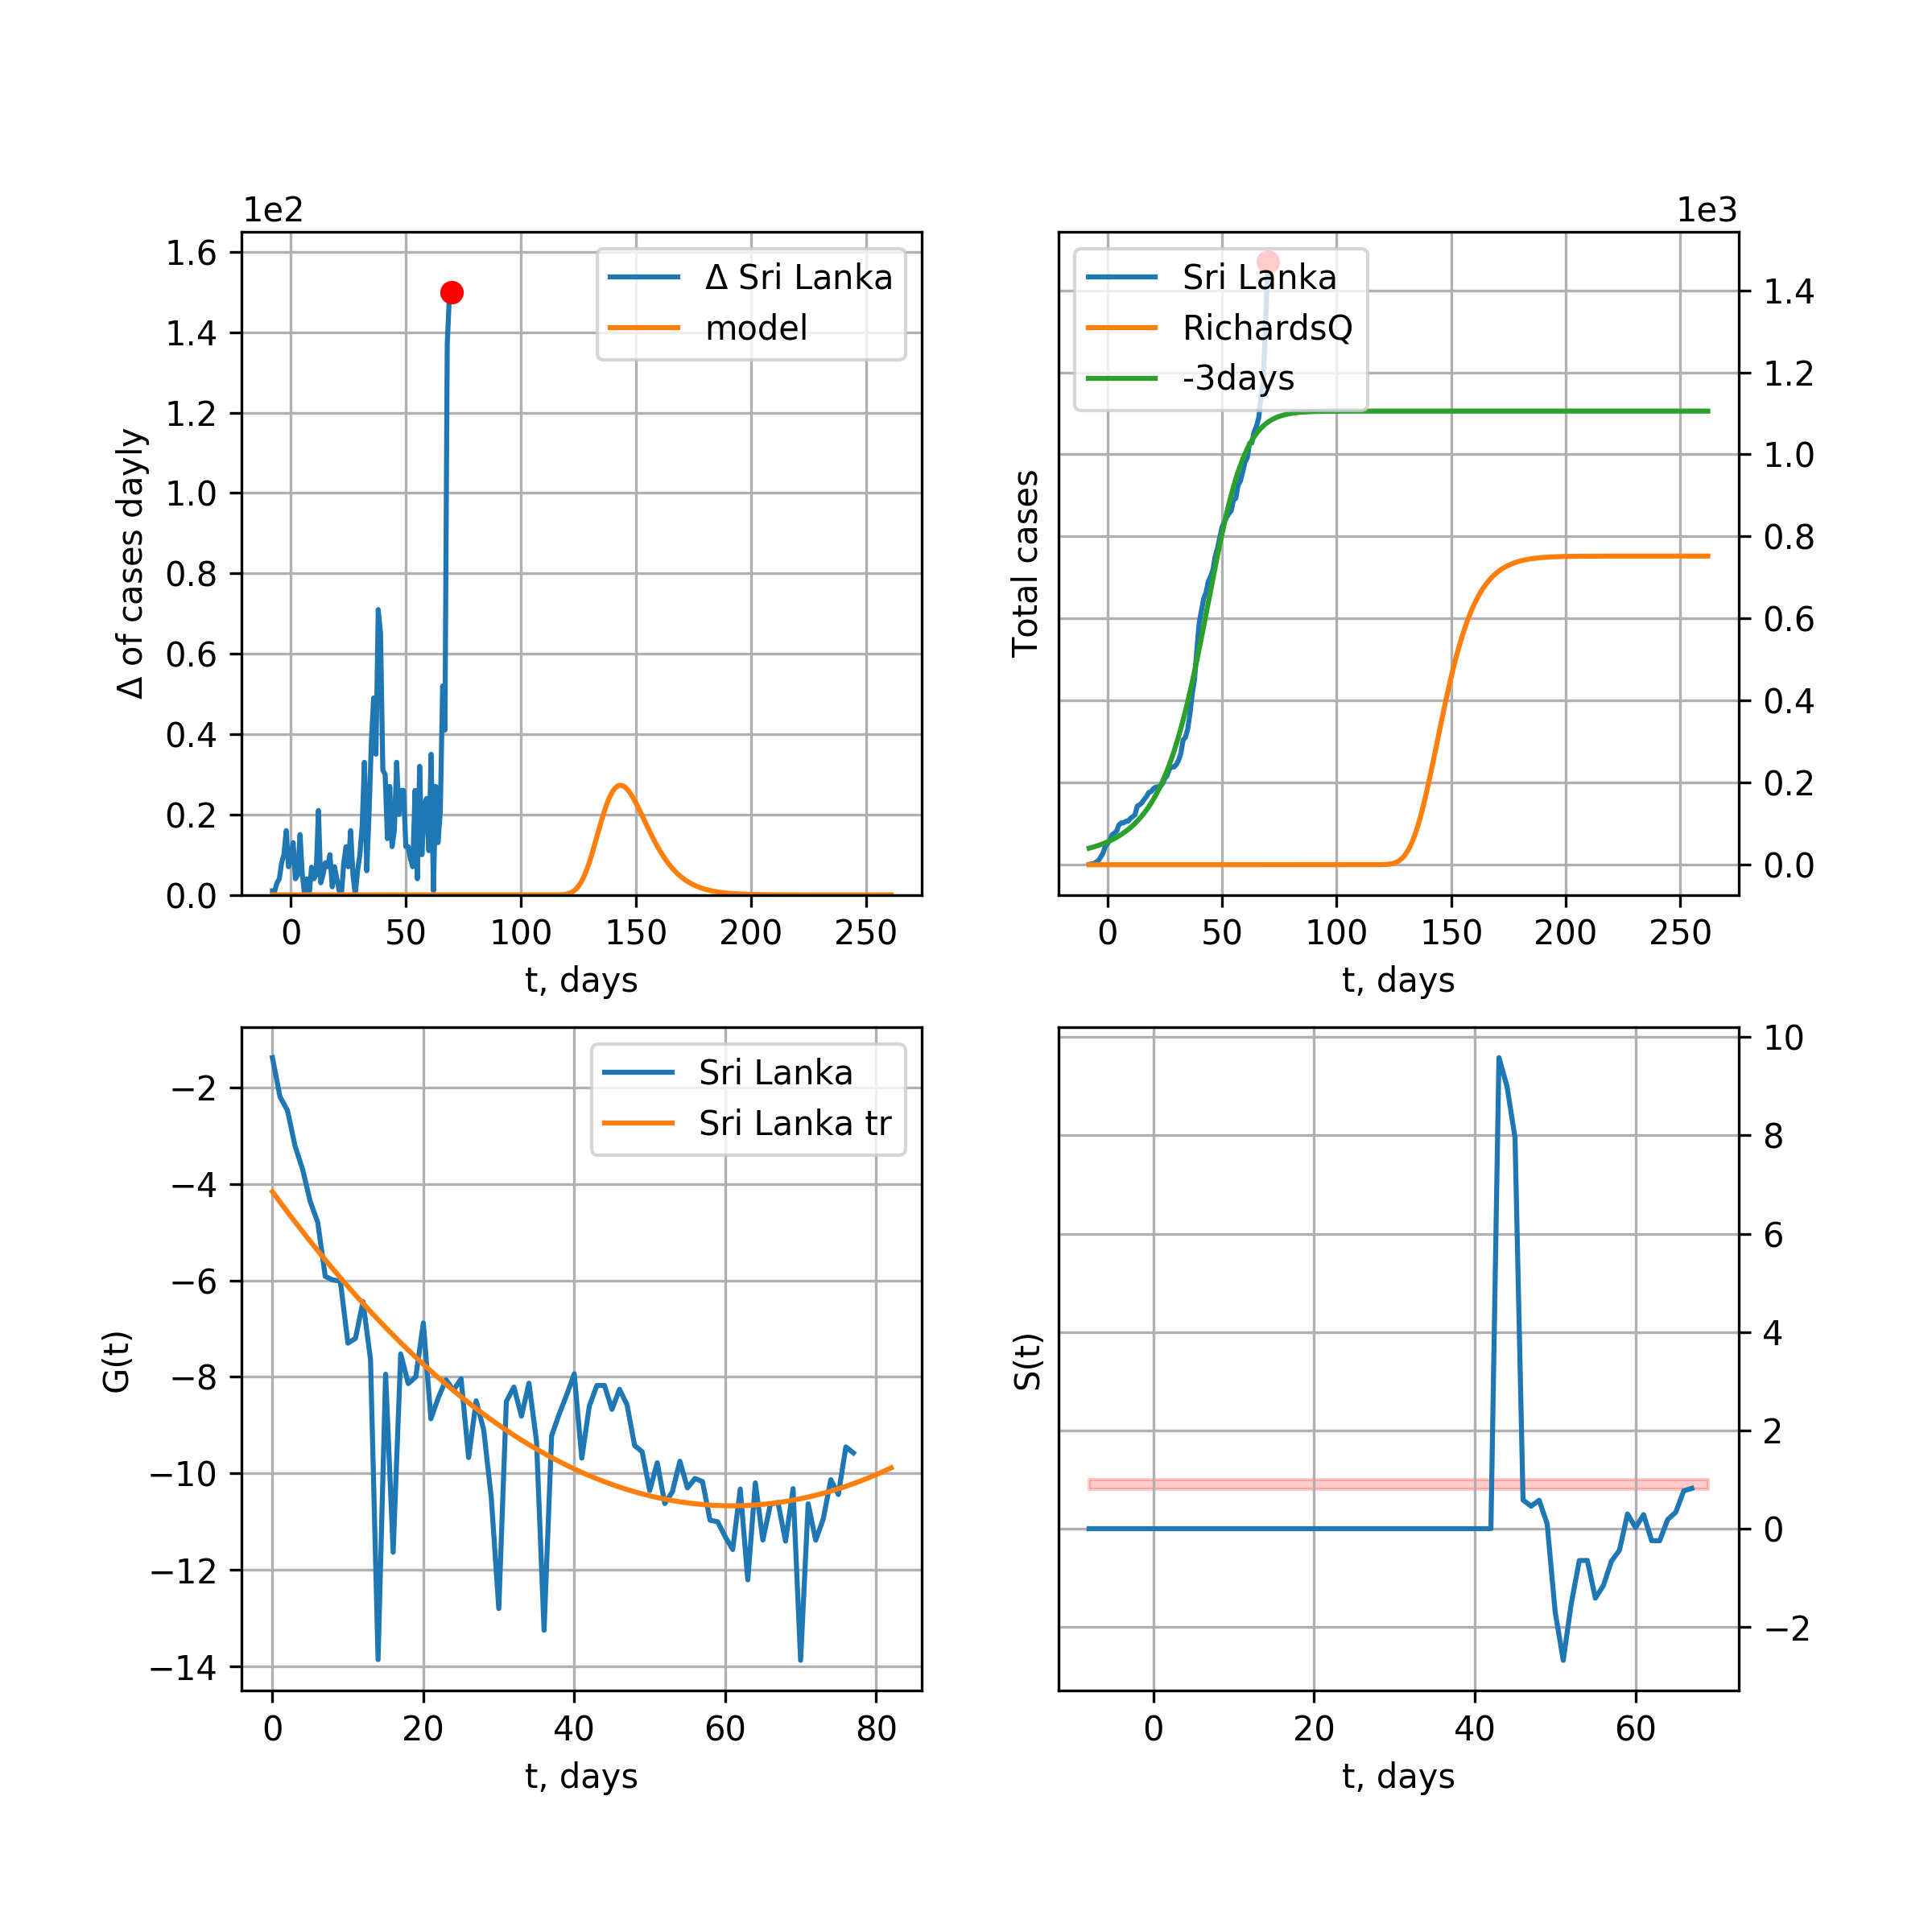 1e2
1.6
1.4
1.2
1.0
0.8
0.6
0.4
0.2
0.0
Δ of cases dayly
Δ Sri Lanka
model
0 50 100 150 200 250
t, days
1e3
Sri Lanka
RichardsQ
-3days
Total cases
1.4
1.2
1.0
0.8
0.6
0.4
0.2
0.0
0 50 100 150 200 250
t, days
Sri Lanka
Sri Lanka tr
G(t)
−2
−4
−6
−8
−10
−12
−14
0 20 40 60 80
t, days
S(t)
10
8
6
4
2
0
−2
0 20 40 60
t, days